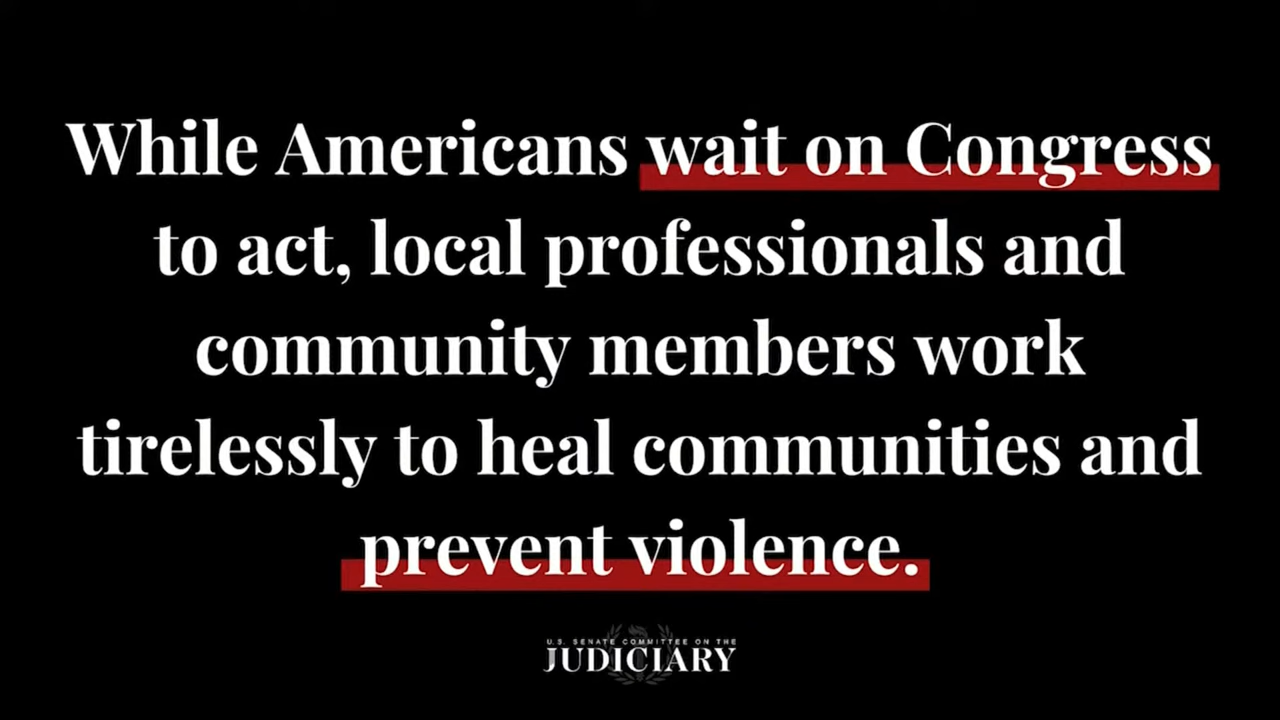 While Americans wait on Congress
to act, local professionals and
community members work
tirelessly to heal communities and
prevent violence.
U.S. SENATE COMMITTEE ON THE
JUDICIARY